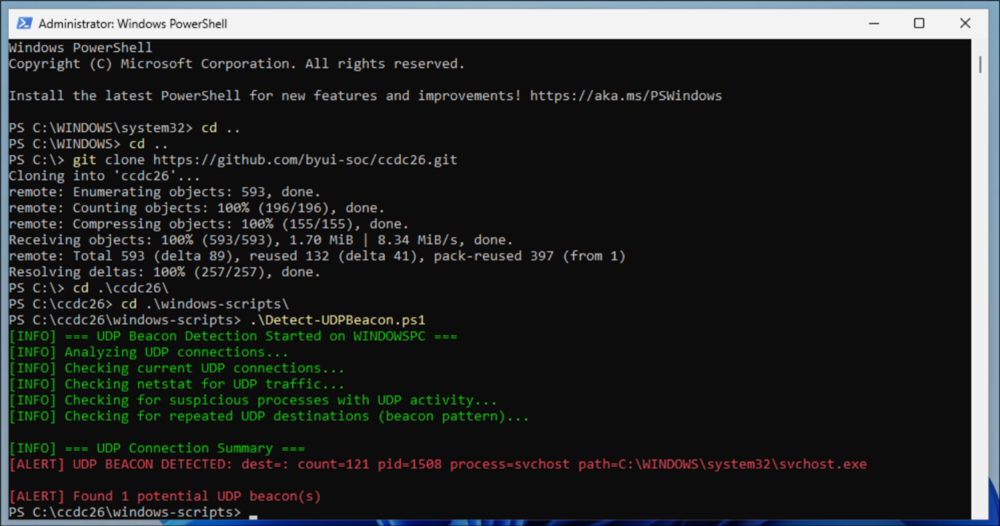 Administrator: Windows PowerShell
Windows PowerShell
Copyright (C) Microsoft Corporation. All rights reserved.
Install the latest PowerShell for new features and improvements! https://aka.ms/PSWindows
PS C:\WINDOWS\system32> cd ..
PS C:\WINDOWS> cd ..
PS C:\> git clone https://github.com/byui-soc/ccdc26.git
Cloning into 'ccdc26'...
remote: Enumerating objects: 593, done.
remote: Counting objects: 100% (196/196), done.
remote: Compressing objects: 100% (155/155), done.
Receiving objects: 100% (593/593), 1.70 MiB | 8.34 MiB/s, done.
remote: Total 593 (delta 89), reused 132 (delta 41), pack-reused 397 (from 1)
Resolving deltas: 100% (257/257), done.
PS C:\> cd .\ccdc26\
PS C:\ccdc26> cd .\windows-scripts\
PS C:\ccdc26\windows-scripts> .\Detect-UDPBeacon.ps1
[INFO] === UDP Beacon Detection Started on WINDOWSPC ===
[INFO] Analyzing UDP connections...
[INFO] Checking current UDP connections...
[INFO] Checking netstat for UDP traffic...
[INFO] Checking for suspicious processes with UDP activity...
[INFO] Checking for repeated UDP destinations (beacon pattern)...
[INFO] === UDP Connection Summary ===
[ALERT] UDP BEACON DETECTED: dest=: count=121 pid=1508 process=svchost path=C:\WINDOWS\system32\svchost.exe
[ALERT] Found 1 potential UDP beacon(s)
PS C:\ccdc26\windows-scripts>